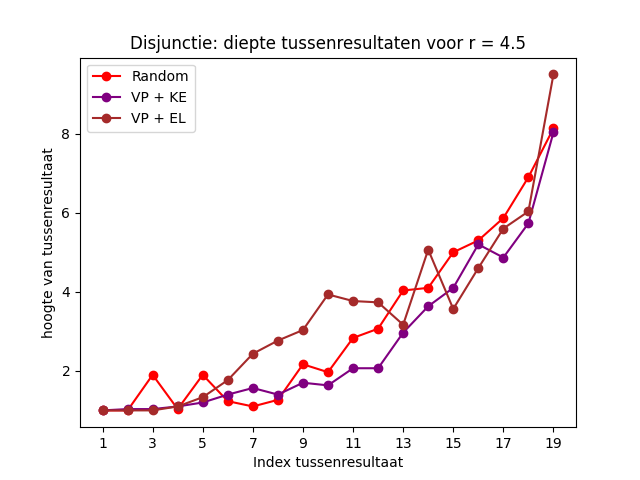 Disjunctie: diepte tussenresultaten voor r = 4.5
Random
VP + KE
VP + EL
hoogte van tussenresultaat
8
6
4
2
1 3 5 7 9 11 13 15 17 19
Index tussenresultaat